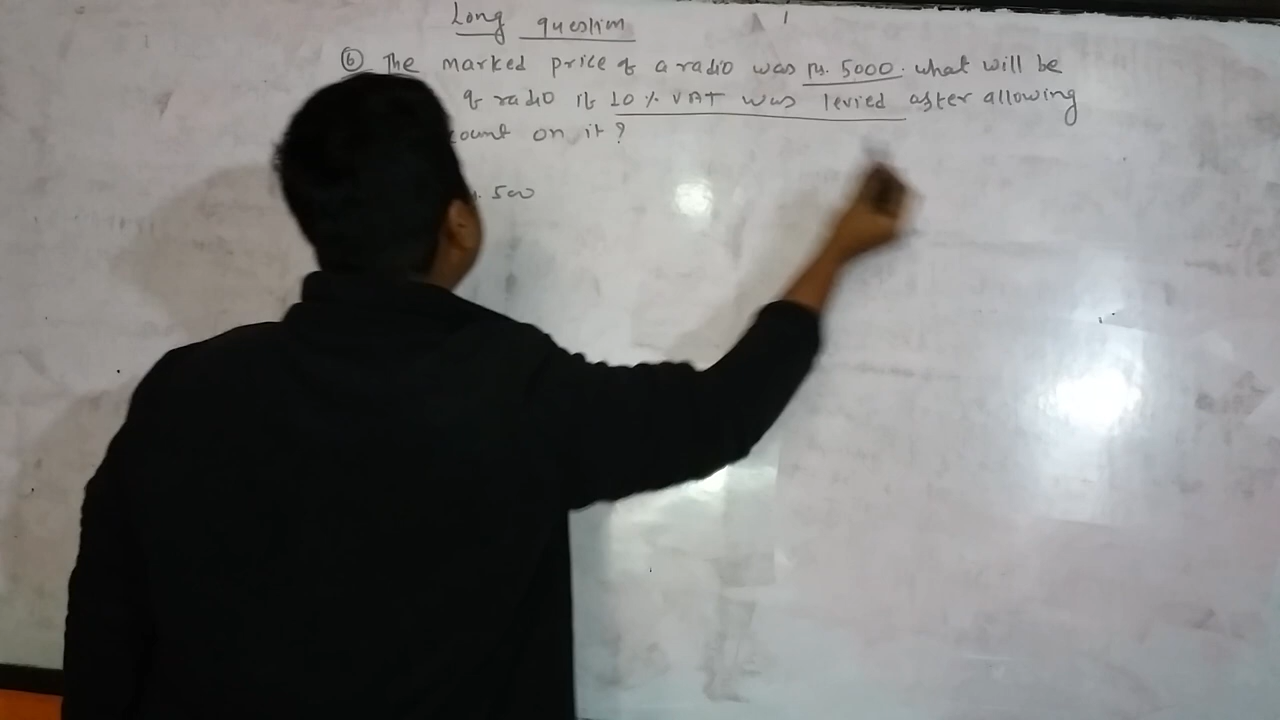 Long question
⑥ The marked price of a radio was Rs. 5000. what will be
of radio if 10% VAT was levied after allowing
count on it?
. 500